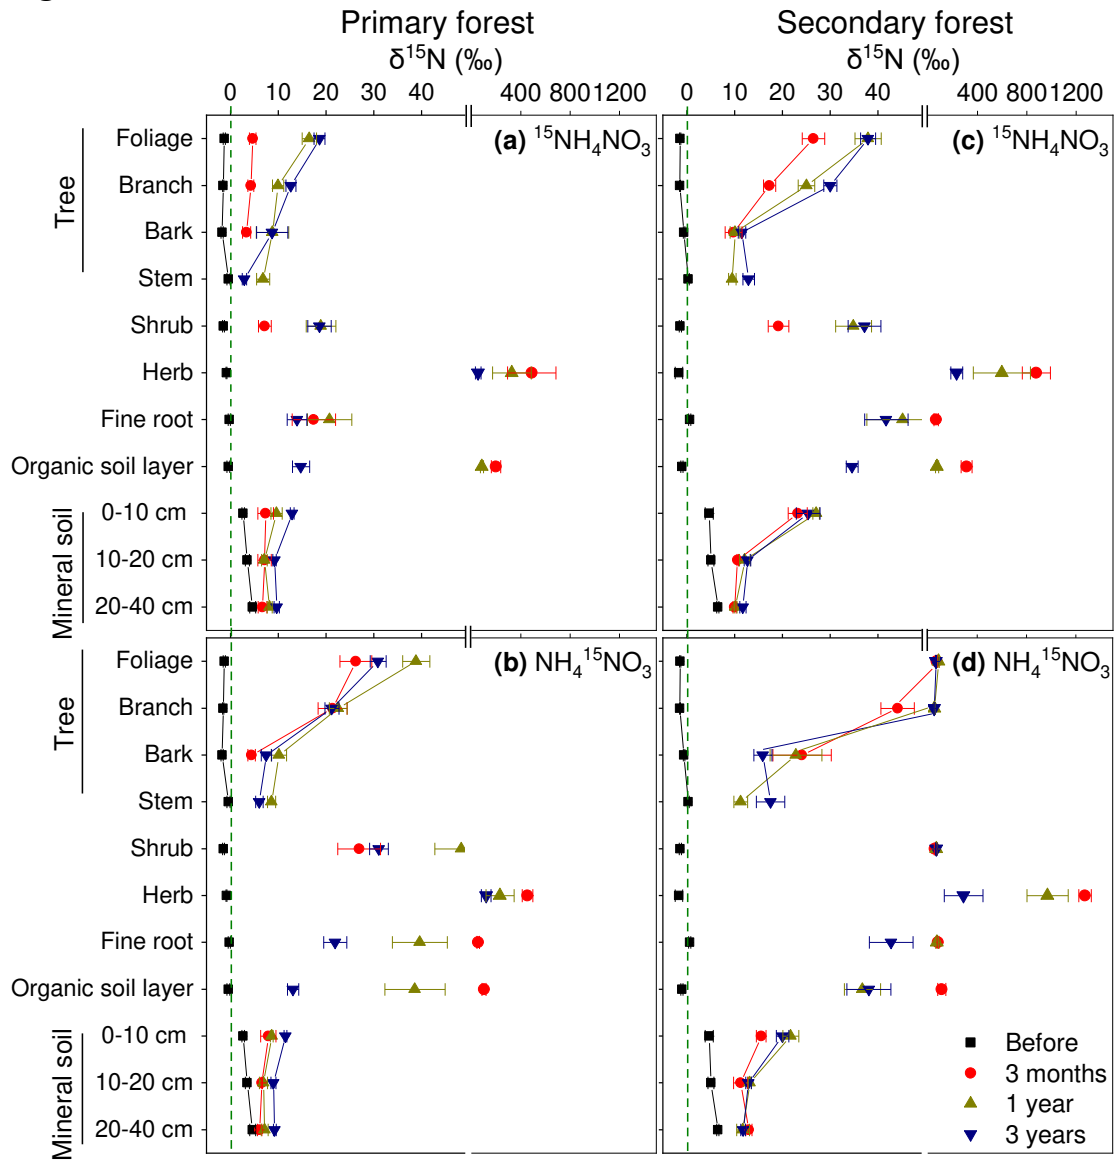 Primary forest
Secondary forest
δ¹⁵N (‰)
δ¹⁵N (‰)
0 10 20 30 40 400 800 1200
0 10 20 30 40 400 800 1200
(a) ¹⁵NH₄NO₃
(c) ¹⁵NH₄NO₃
Tree
Foliage
Branch
Bark
Stem
Shrub
Herb
Fine root
Organic soil layer
Mineral soil
0-10 cm
10-20 cm
20-40 cm
(b) NH₄¹⁵NO₃
(d) NH₄¹⁵NO₃
Tree
Foliage
Branch
Bark
Stem
Shrub
Herb
Fine root
Organic soil layer
Mineral soil
0-10 cm
10-20 cm
20-40 cm
Before
3 months
1 year
3 years